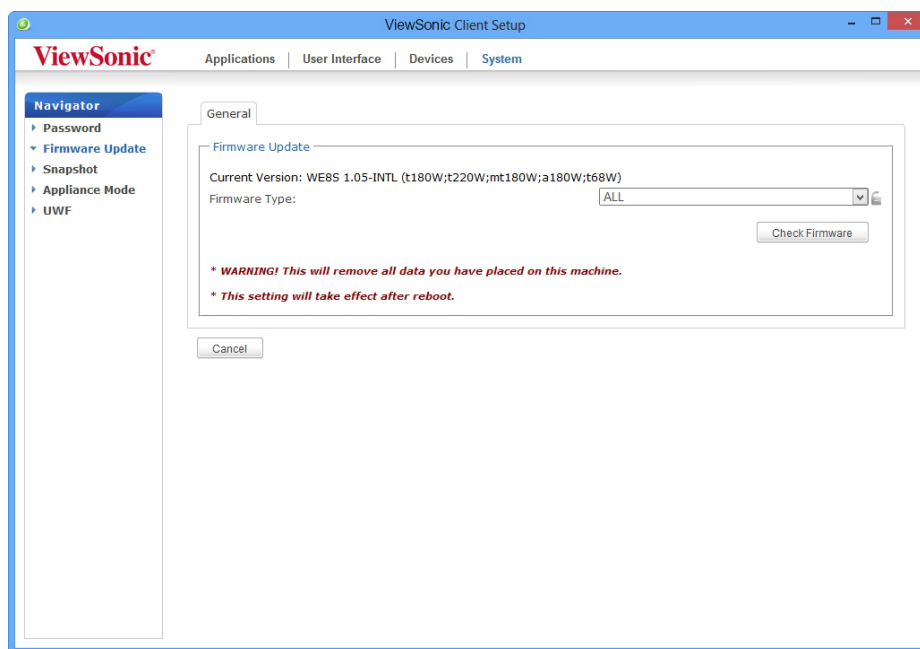 ViewSonic Client Setup
ViewSonic®
Applications | User Interface | Devices | System
Navigator
Password
Firmware Update
Snapshot
Appliance Mode
UWF
General
Firmware Update
Current Version: WE8S 1.05-INTL (t180W;t220W;mt180W;a180W;t68W)
Firmware Type: ALL
Check Firmware
* WARNING! This will remove all data you have placed on this machine.
* This setting will take effect after reboot.
Cancel